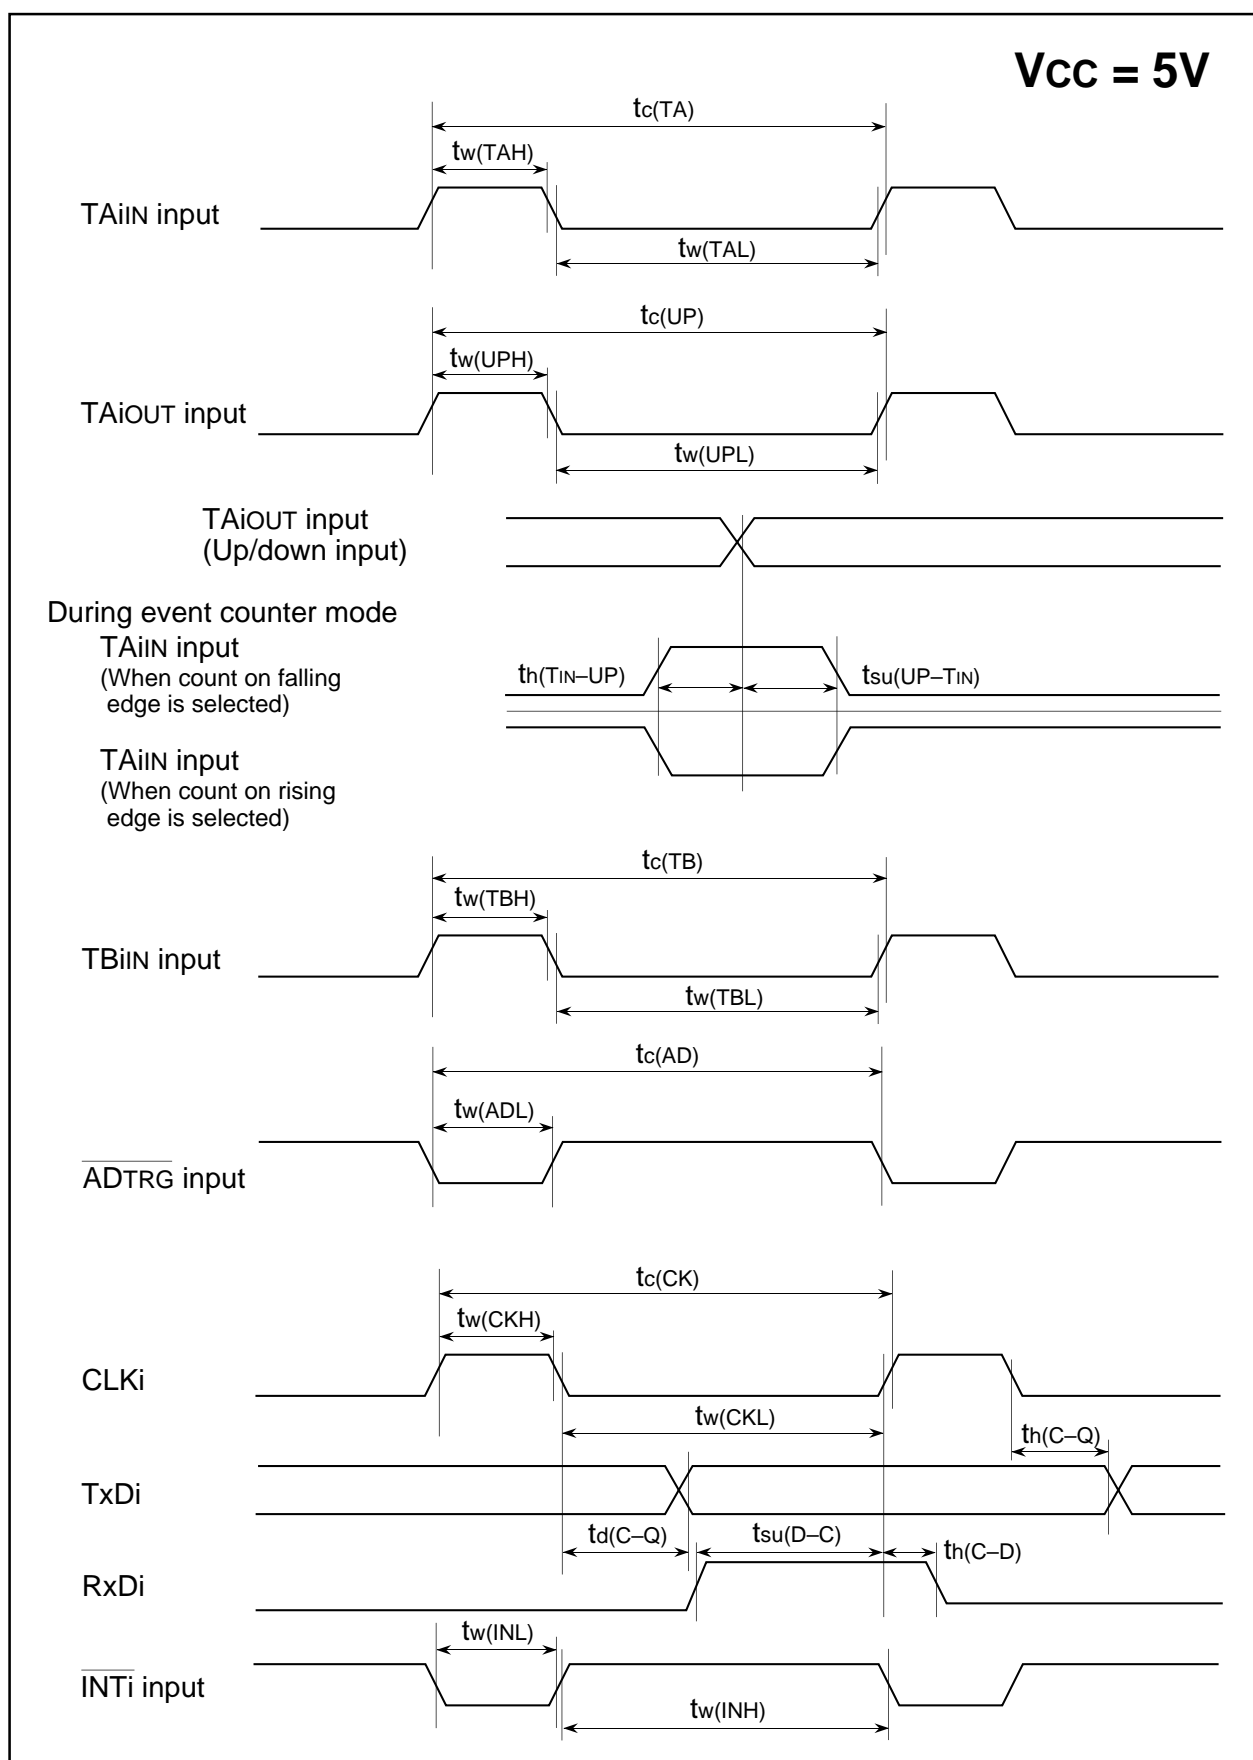 VCC = 5V
tc(TA)
tw(TAH)
TAiIN input
tw(TAL)
tc(UP)
tw(UPH)
TAiOUT input
tw(UPL)
TAiOUT input
(Up/down input)
During event counter mode
TAiIN input
(When count on falling
edge is selected)
th(TIN–UP)
tsu(UP–TIN)
TAiIN input
(When count on rising
edge is selected)
tc(TB)
tw(TBH)
TBiIN input
tw(TBL)
tc(AD)
tw(ADL)
ADTRG input
tc(CK)
tw(CKH)
CLKi
tw(CKL)
th(C–Q)
TxDi
td(C–Q)
tsu(D–C)
th(C–D)
RxDi
tw(INL)
INTi input
tw(INH)